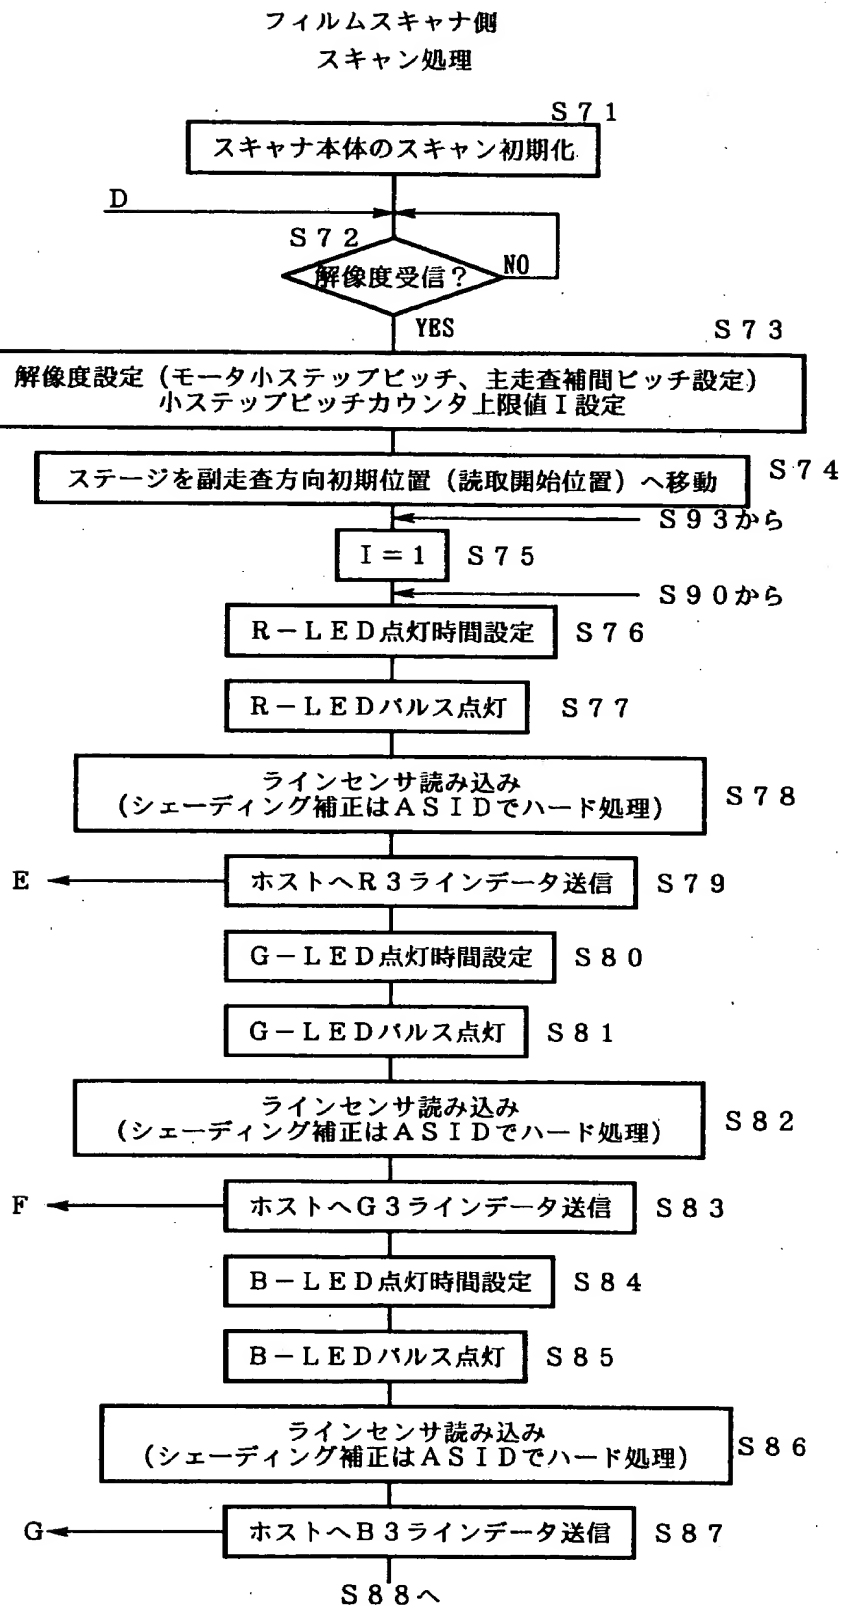 フィルムスキャナ側
スキャン処理
S71
スキャナ本体のスキャン初期化
D
S72
解像度受信？
NO
YES
S73
解像度設定（モータ小ステップピッチ、主走査補間ピッチ設定）
小ステップピッチカウンタ上限値I設定
ステージを副走査方向初期位置（読取開始位置）へ移動
S74
S93から
I＝1
S75
S90から
R－LED点灯時間設定
S76
R－LEDパルス点灯
S77
ラインセンサ読み込み
（シェーディング補正はASIDでハード処理）
S78
E
ホストへR3ラインデータ送信
S79
G－LED点灯時間設定
S80
G－LEDパルス点灯
S81
ラインセンサ読み込み
（シェーディング補正はASIDでハード処理）
S82
F
ホストへG3ラインデータ送信
S83
B－LED点灯時間設定
S84
B－LEDパルス点灯
S85
ラインセンサ読み込み
（シェーディング補正はASIDでハード処理）
S86
G
ホストへB3ラインデータ送信
S87
S88へ